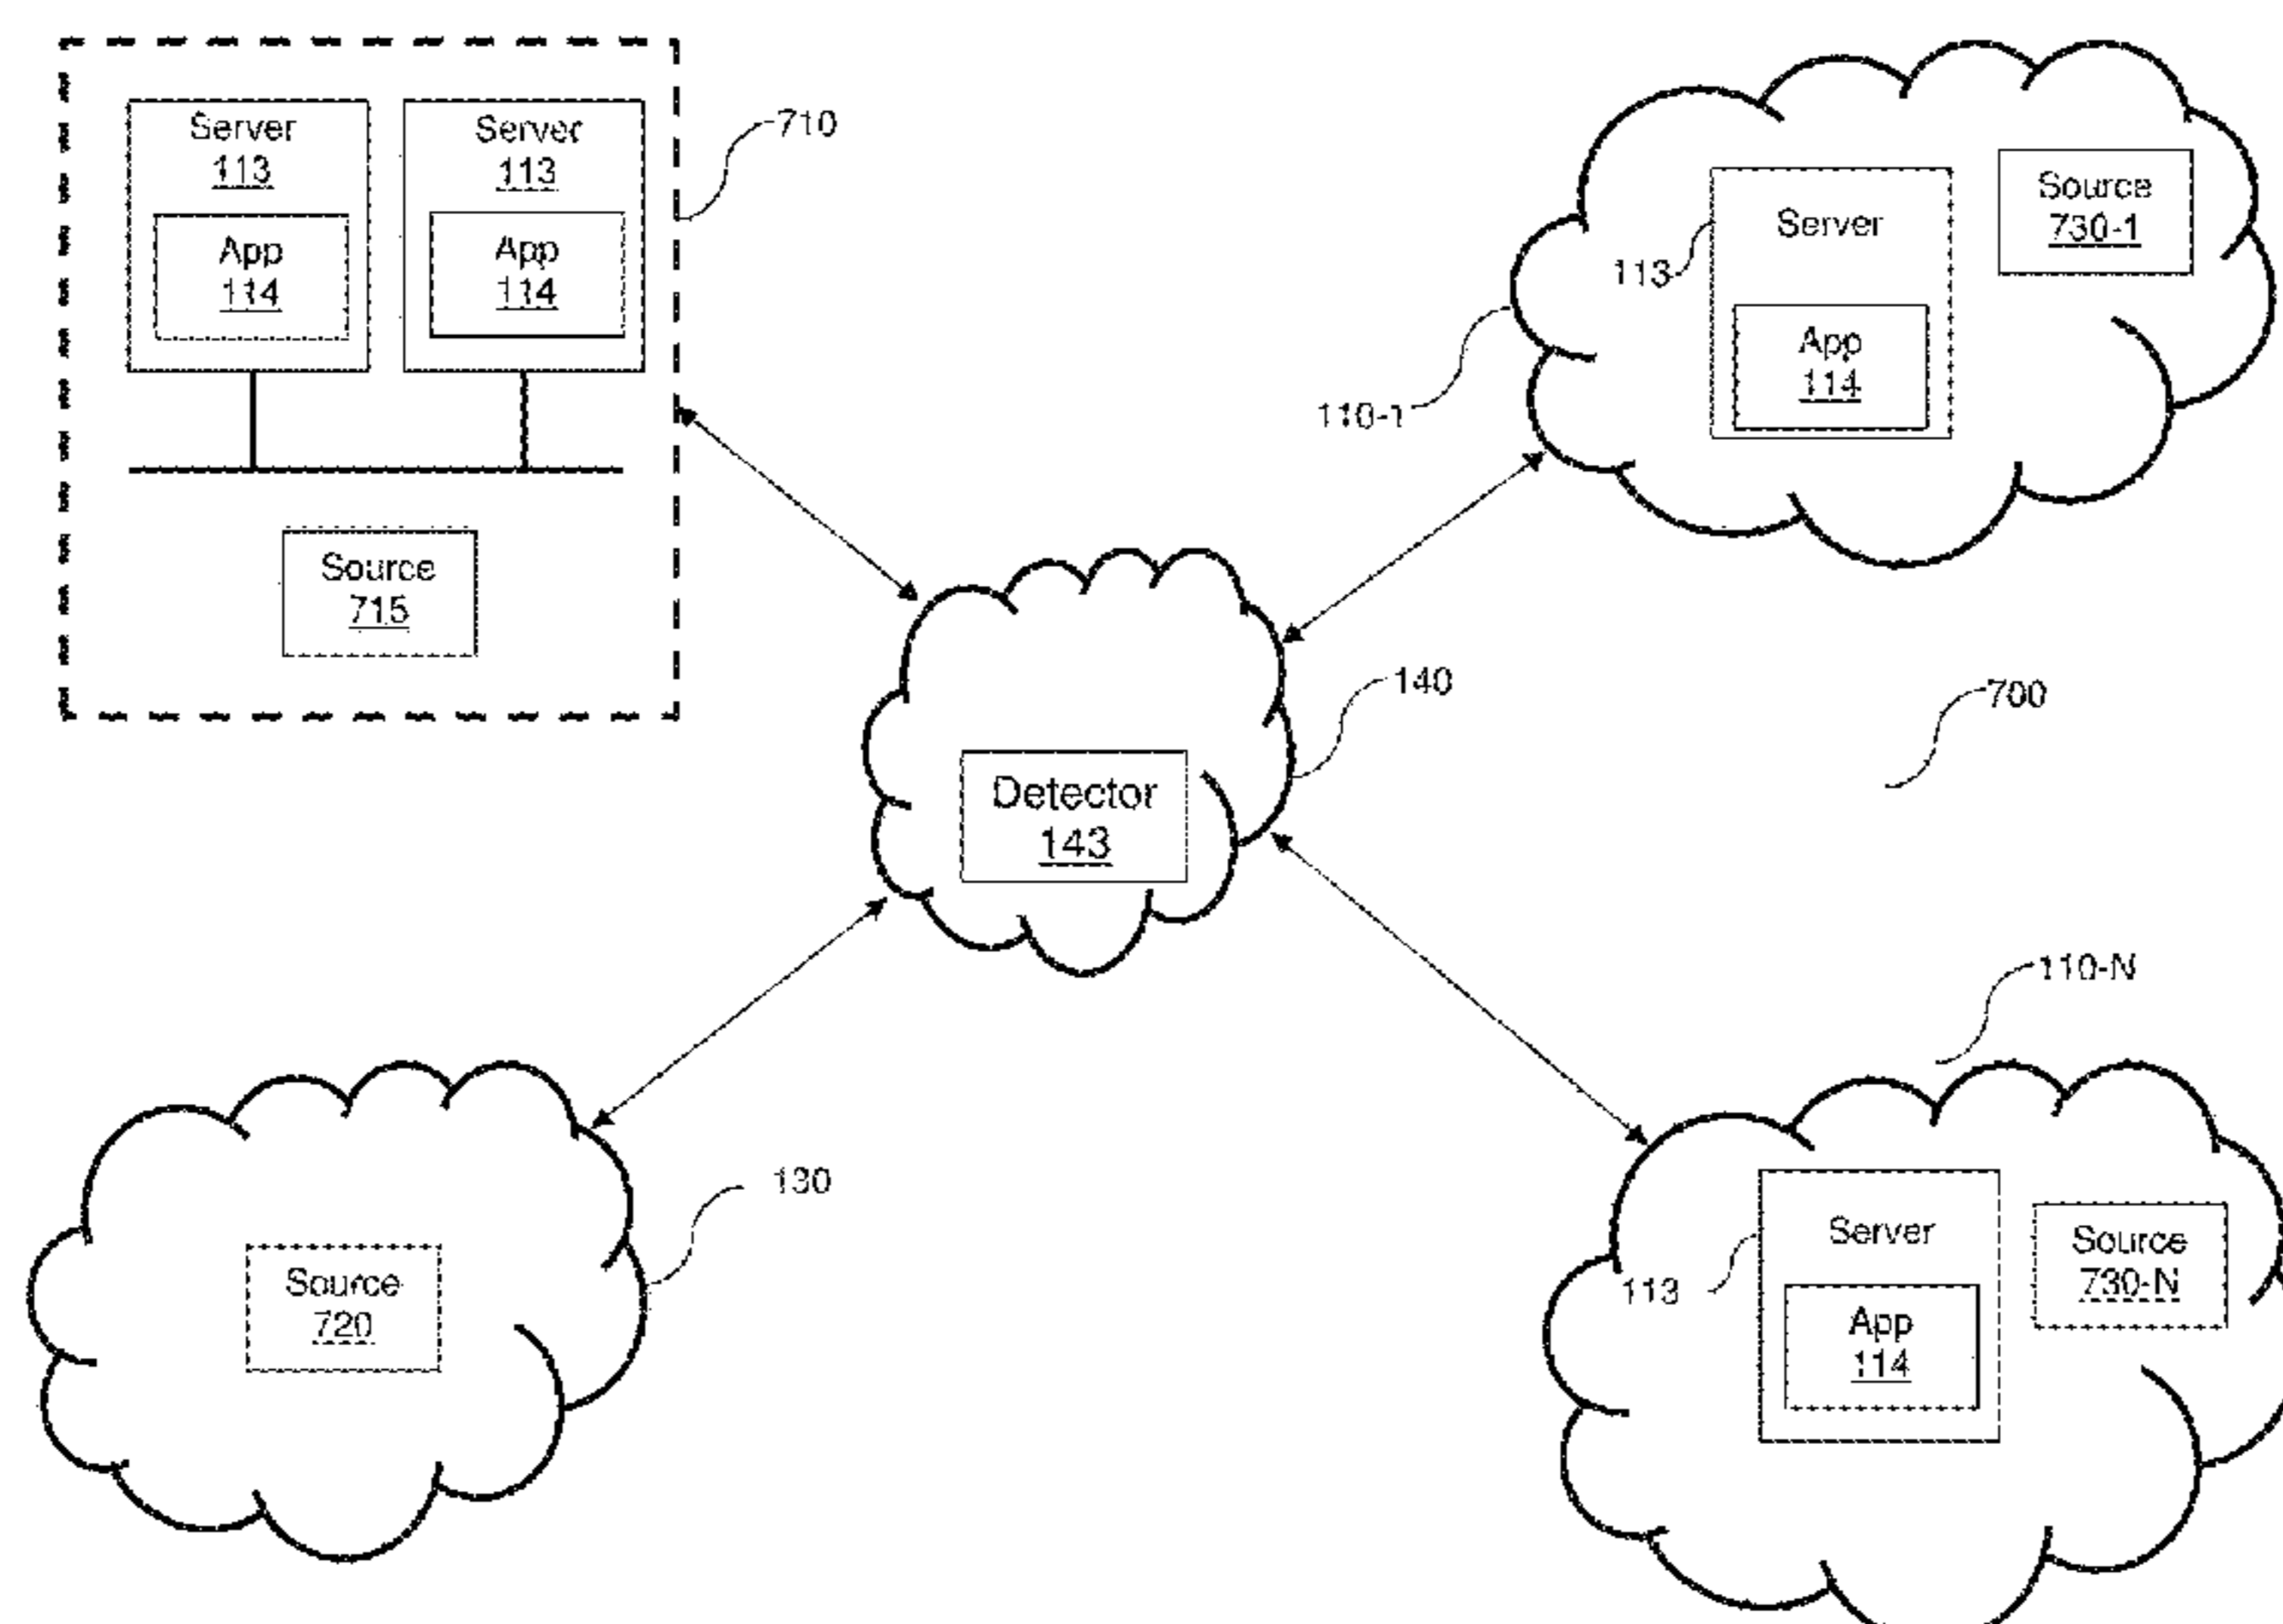 Server
113
App
114
Server
113
App
114
710
Source
715
Server
113
App
114
Source
730-1
110-1
140
Detector
143
700
110-N
130
Source
720
Server
113
App
114
Source
730-N